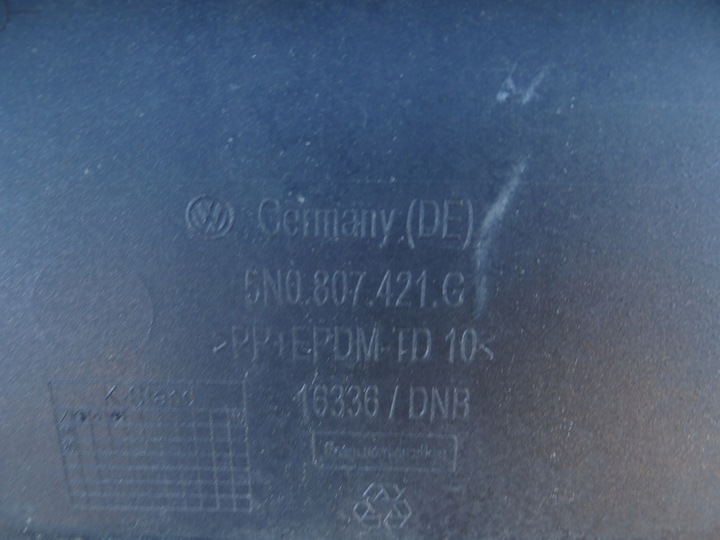 Germany (DE)
5N0.807.421.G
>PP+EPDM-TD 10<
16336 / DNB